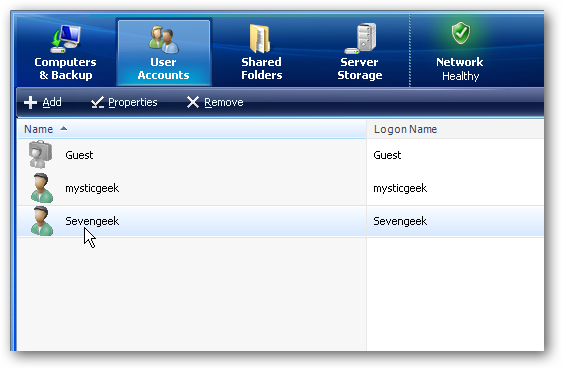 Computers
& Backup
User
Accounts
Shared
Folders
Server
Storage
Network
Healthy
Add Properties Remove
Name Logon Name
Guest Guest
mysticgeek mysticgeek
Sevengeek Sevengeek